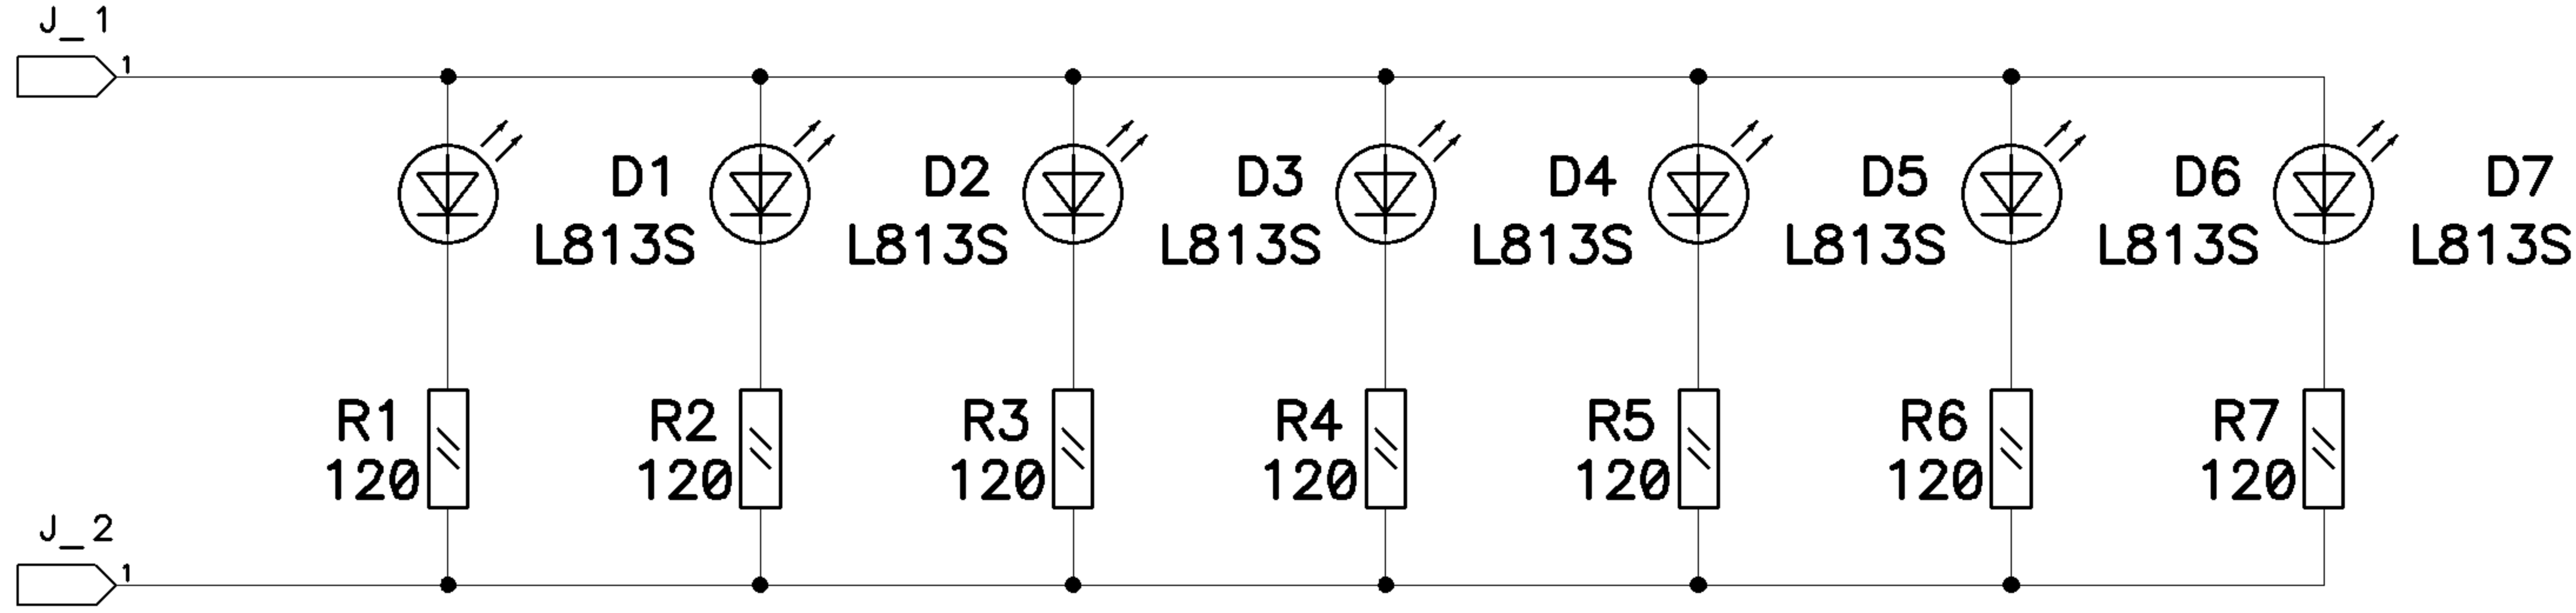 J_1
1
D1 D2 D3 D4 D5 D6 D7
L813S L813S L813S L813S L813S L813S L813S
R1 R2 R3 R4 R5 R6 R7
120 120 120 120 120 120 120
J_2
1